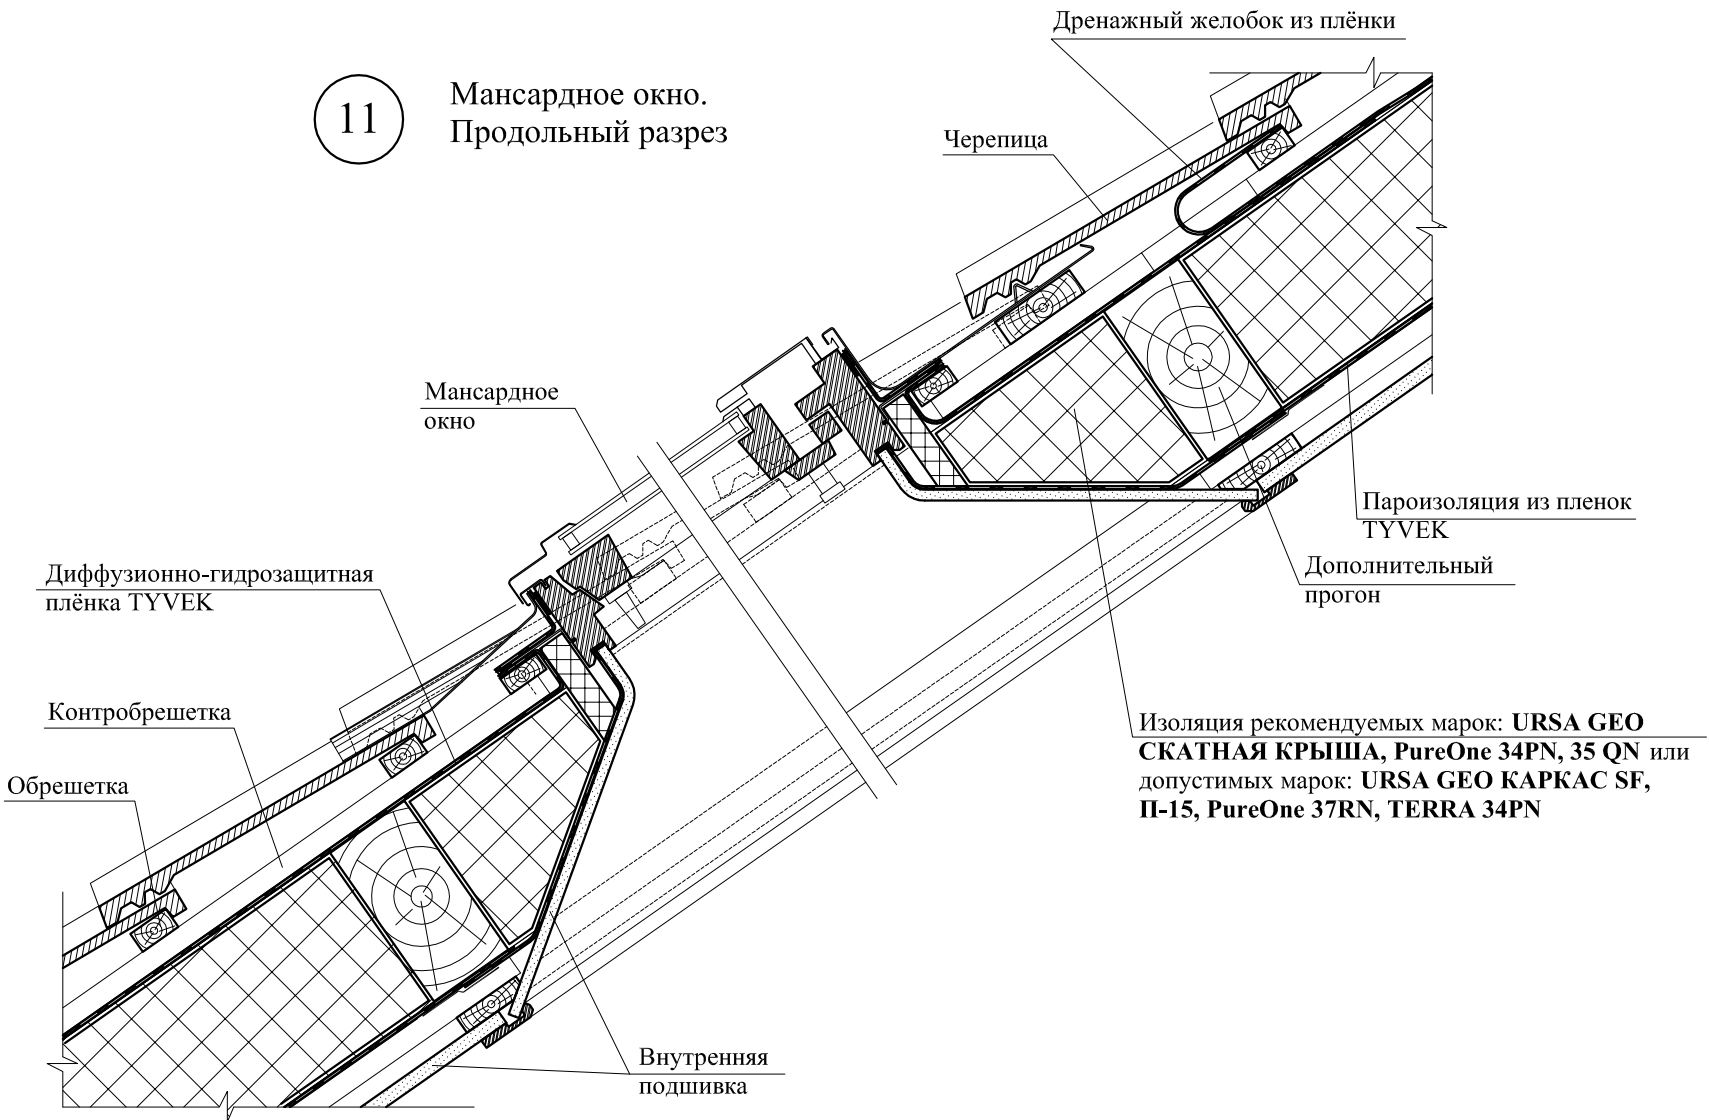 Дренажный желобок из плёнки
11
Мансардное окно.
Продольный разрез
Черепица
Мансардное
окно
Пароизоляция из пленок
TYVEK
Дополнительный
прогон
Диффузионно-гидрозащитная
плёнка TYVEK
Контробрешетка
Изоляция рекомендуемых марок: URSA GEO
СКАТНАЯ КРЫША, PureOne 34PN, 35 QN или
допустимых марок: URSA GEO КАРКАС SF,
П-15, PureOne 37RN, TERRA 34PN
Обрешетка
Внутренняя
подшивка